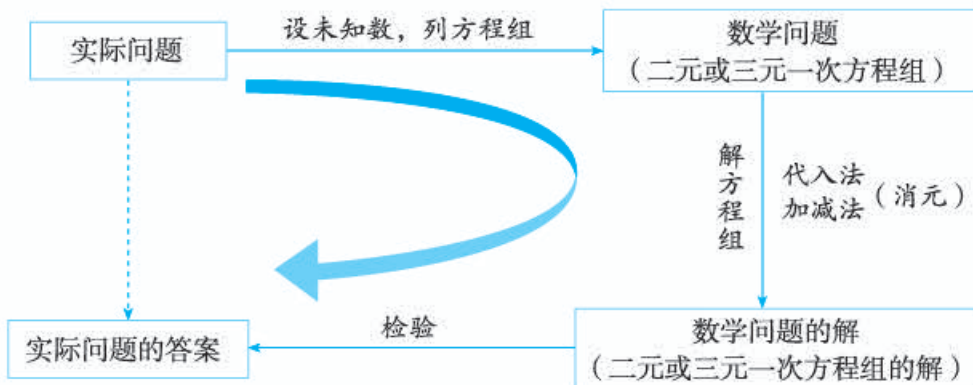 实际问题
设未知数，列方程组
数学问题
（二元或三元一次方程组）
解方程组
代入法
加减法
（消元）
数学问题的解
（二元或三元一次方程组的解）
检验
实际问题的答案